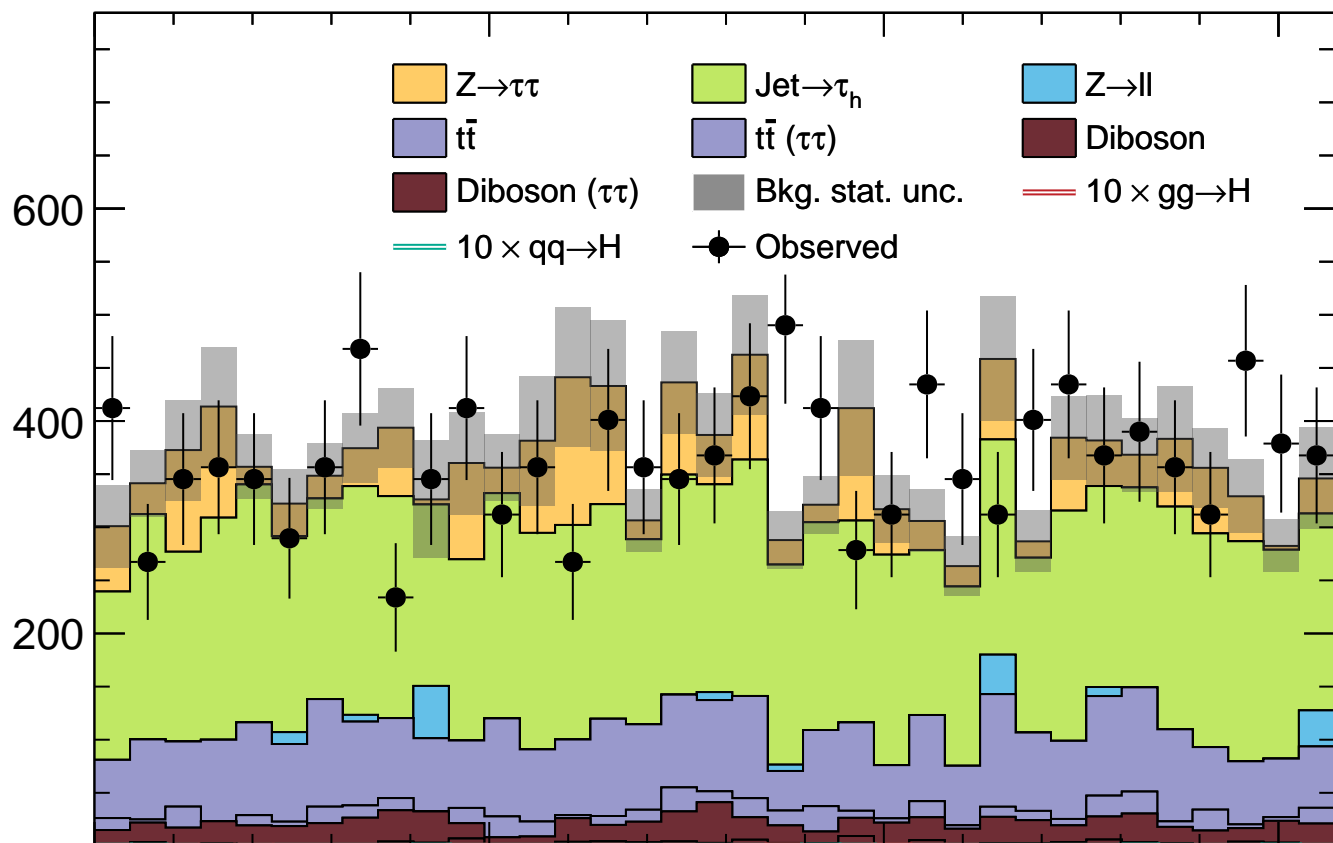 Z→ττ Jet→τh Z→ll
tt̄ tt̄ (ττ) Diboson
Diboson (ττ) Bkg. stat. unc. 10 × gg→H
10 × qq→H Observed
600
400
200